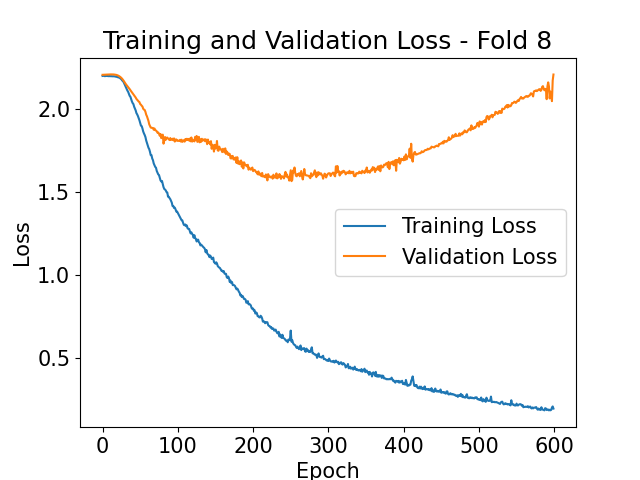 Training and Validation Loss - Fold 8
2.0
1.5
1.0
0.5
Loss
Training Loss
Validation Loss
0 100 200 300 400 500 600
Epoch